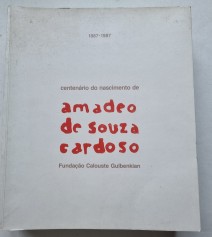 1887-1987
centenário do nascimento de
amadeo
de souza
cardoso
Fundação Calouste Gulbenkian